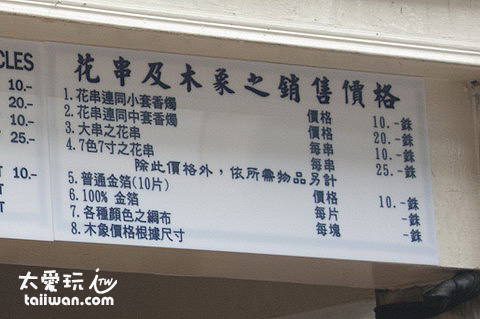 CLES
10.-
20.-
10.-
25.-
T 10.-
T
花串及木象之銷售價格
1.花串連同小套香燭 價格 10.-銖
2.花串連同中套香燭 價格 20.-銖
3.大串之花串 每串 10.-銖
4.7色7寸之花串 每串 25.-銖
除此價格外，依所需物品另計
5.普通金箔(10片) 價格 10.-銖
6.100% 金箔 每片 -銖
7.各種顏色之綢布 每塊 -銖
8.木象價格根據尺寸 -銖
太愛玩iTW
taiiwan.com